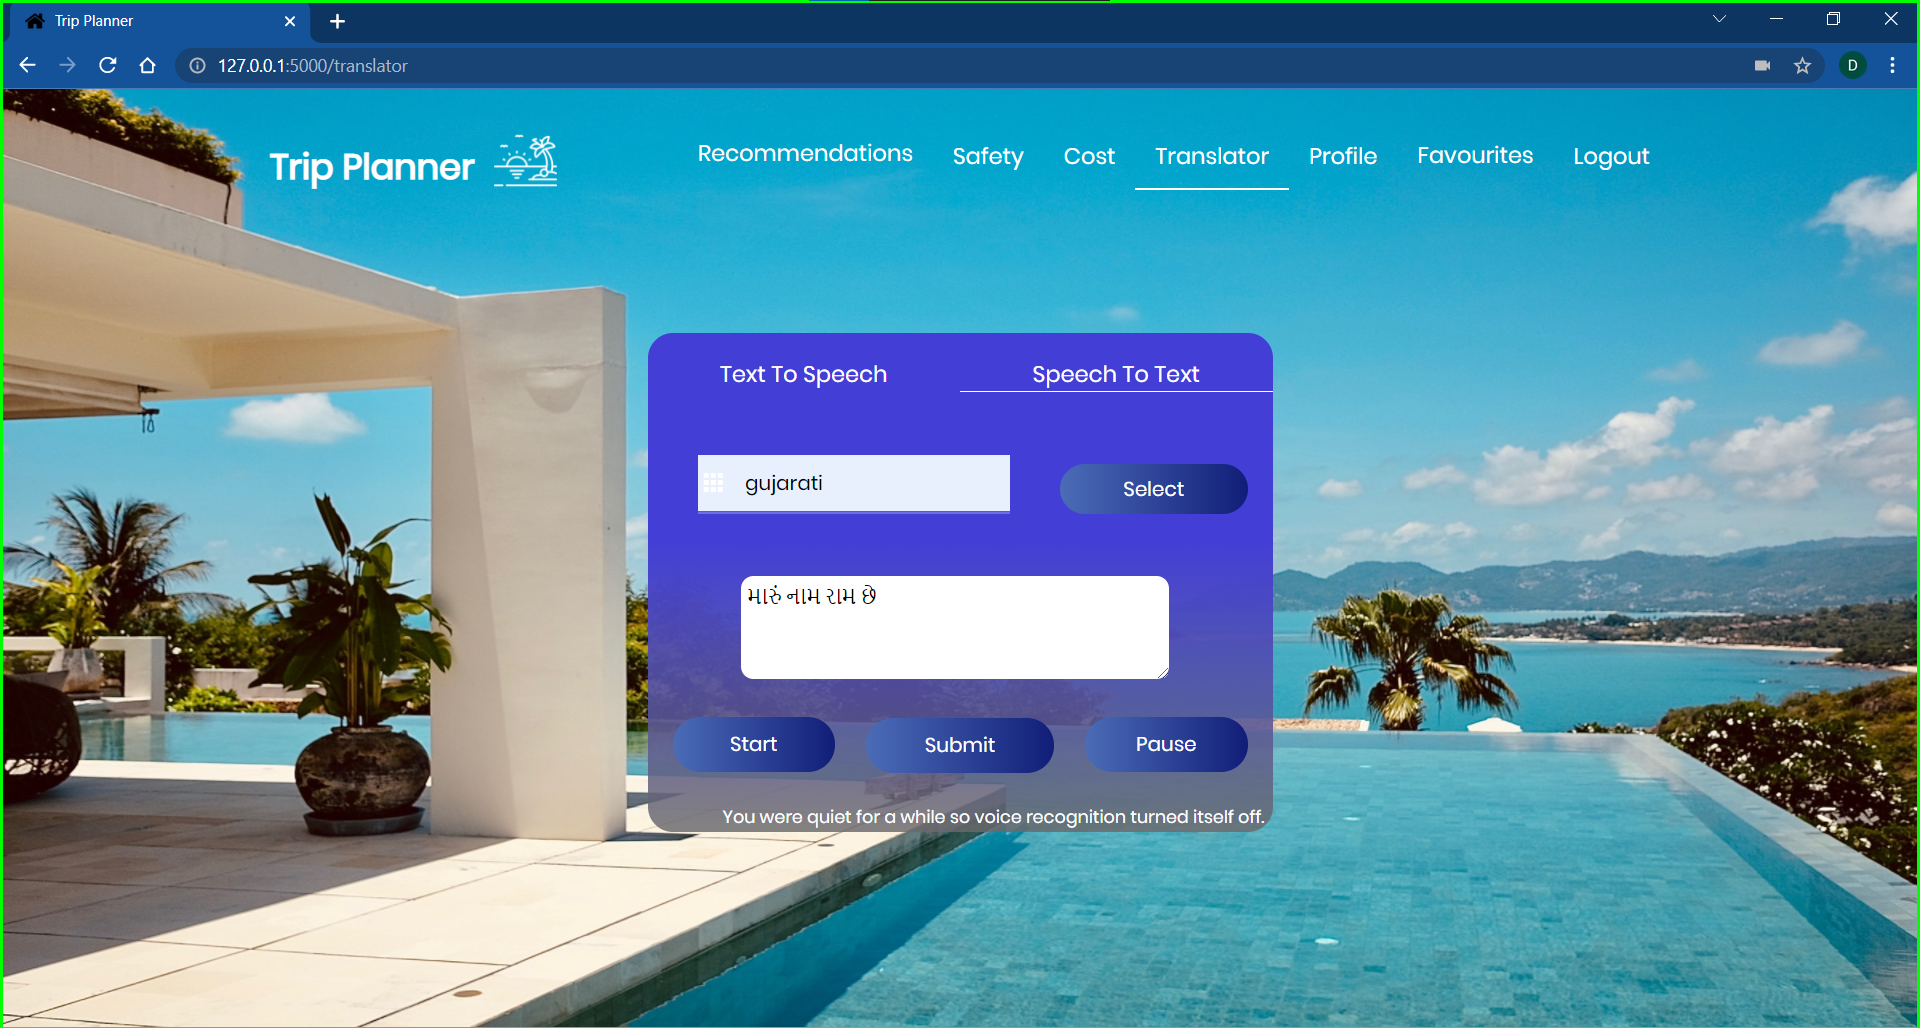 Trip Planner
127.0.0.1:5000/translator
D
Trip Planner
Recommendations Safety Cost Translator Profile Favourites Logout
Text To Speech Speech To Text
gujarati
Select
મારું નામ રામ છે
Start Submit Pause
You were quiet for a while so voice recognition turned itself off.